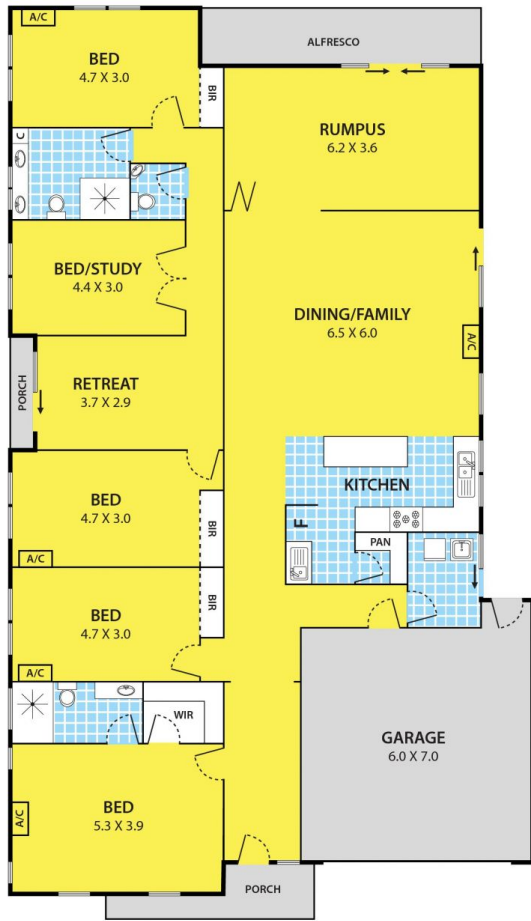 A/C
BED
4.7 X 3.0
BIR
ALFRESCO
RUMPUS
6.2 X 3.6
C
BED/STUDY
4.4 X 3.0
DINING/FAMILY
6.5 X 6.0
A/C
PORCH
RETREAT
3.7 X 2.9
KITCHEN
BED
4.7 X 3.0
BIR
A/C
F
PAN
BED
4.7 X 3.0
BIR
A/C
WIR
GARAGE
6.0 X 7.0
BED
5.3 X 3.9
A/C
PORCH